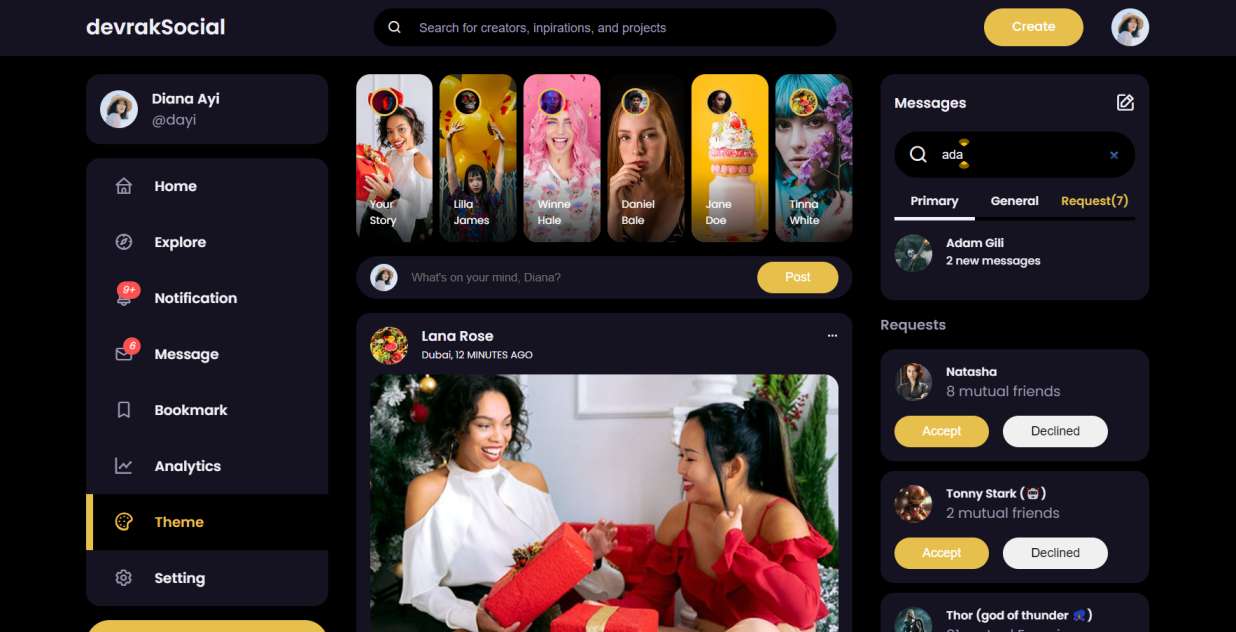 devrakSocial
Search for creators, inpirations, and projects
Create
Diana Ayi
@dayi
Home
Explore
9+
Notification
6
Message
Bookmark
Analytics
Theme
Setting
Your
Story
Lilla
James
Winne
Hale
Daniel
Bale
Jane
Doe
Tinna
White
What's on your mind, Diana?
Post
Lana Rose
Dubai, 12 MINUTES AGO
Messages
ada
Primary General Request(7)
Adam Gili
2 new messages
Requests
Natasha
8 mutual friends
Accept Declined
Tonny Stark ( )
2 mutual friends
Accept Declined
Thor (god of thunder )